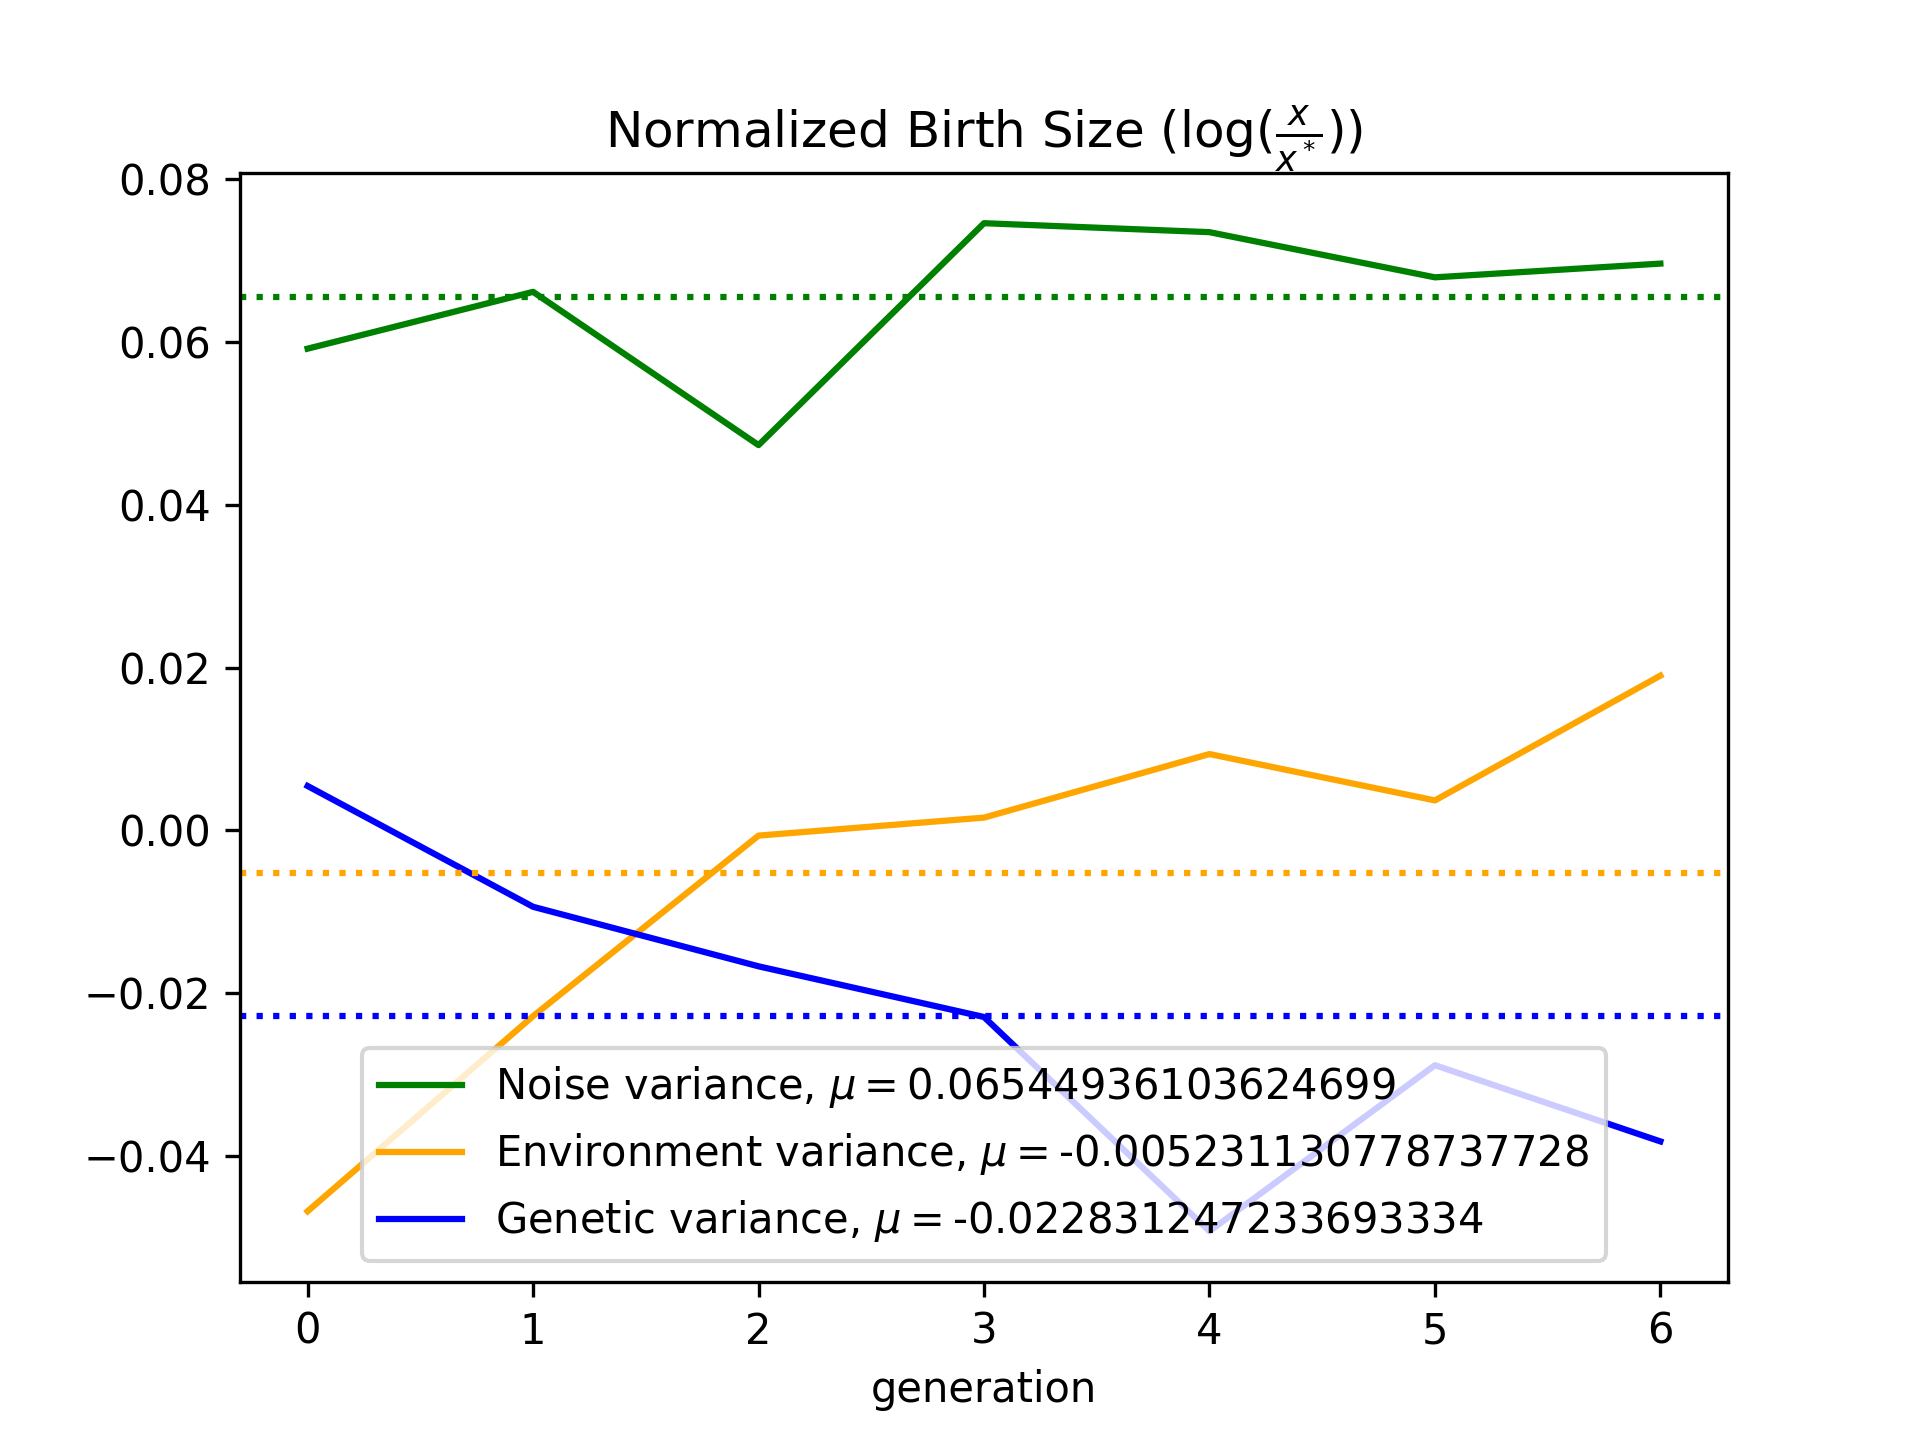 Normalized Birth Size (log(x/x*))
0.08
0.06
0.04
0.02
0.00
−0.02
−0.04
Noise variance, μ = 0.06544936103624699
Environment variance, μ = -0.005231130778737728
Genetic variance, μ = -0.022831247233693334
0 1 2 3 4 5 6
generation